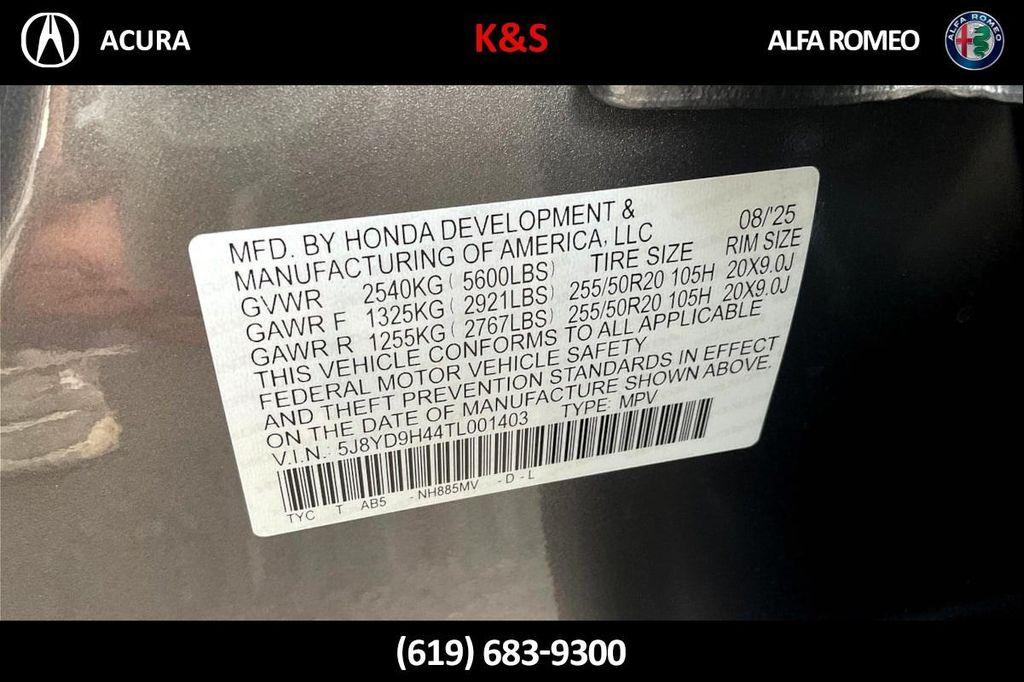 ACURA
K&S
ALFA ROMEO
ALFA ROMEO
MFD. BY HONDA DEVELOPMENT & 08/'25
MANUFACTURING OF AMERICA, LLC
TIRE SIZE RIM SIZE
GVWR 2540KG ( 5600LBS)
GAWR F 1325KG ( 2921LBS) 255/50R20 105H 20X9.0J
GAWR R 1255KG ( 2767LBS) 255/50R20 105H 20X9.0J
THIS VEHICLE CONFORMS TO ALL APPLICABLE
FEDERAL MOTOR VEHICLE SAFETY
AND THEFT PREVENTION STANDARDS IN EFFECT
ON THE DATE OF MANUFACTURE SHOWN ABOVE.
V.I.N.: 5J8YD9H44TL001403 TYPE: MPV
TYC T AB5 - NH885MV - D - L
(619) 683-9300